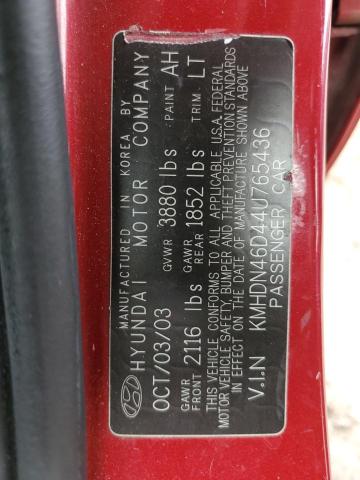 MANUFACTURED IN KOREA BY
HYUNDAI MOTOR COMPANY
OCT/03/03 GVWR 3880 lbs PAINT AH
GAWR FRONT 2116 lbs GAWR REAR 1852 lbs TRIM LT
THIS VEHICLE CONFORMS TO ALL APPLICABLE U.S.A. FEDERAL
MOTOR VEHICLE SAFETY, BUMPER AND THEFT PREVENTION STANDARDS
IN EFFECT ON THE DATE OF MANUFACTURE SHOWN ABOVE
V.I.N KMHDN46D44U765436
PASSENGER CAR